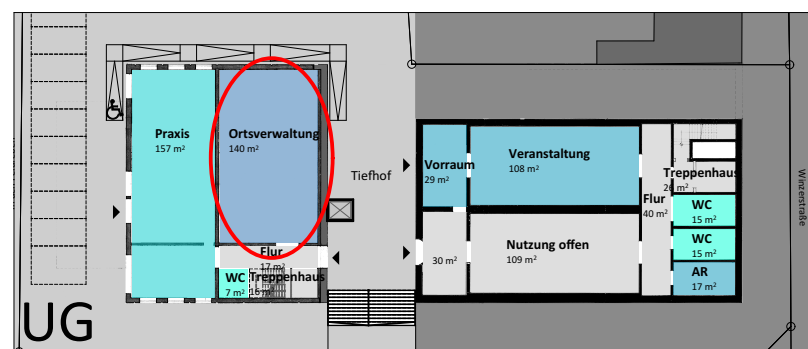 Praxis
157 m²
Ortsverwaltung
140 m²
Tiefhof
Vorraum
29 m²
Veranstaltung
108 m²
Treppenhaus
26 m²
Flur
40 m²
WC
15 m²
WC
15 m²
AR
17 m²
Nutzung offen
109 m²
30 m²
Flur
17 m²
WC
7 m²
Treppenhaus
16 m²
Winzerstraße
UG